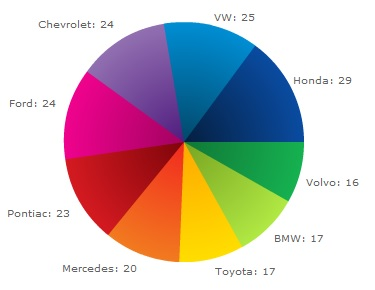 VW: 25
Chevrolet: 24
Honda: 29
Ford: 24
Volvo: 16
Pontiac: 23
BMW: 17
Mercedes: 20
Toyota: 17